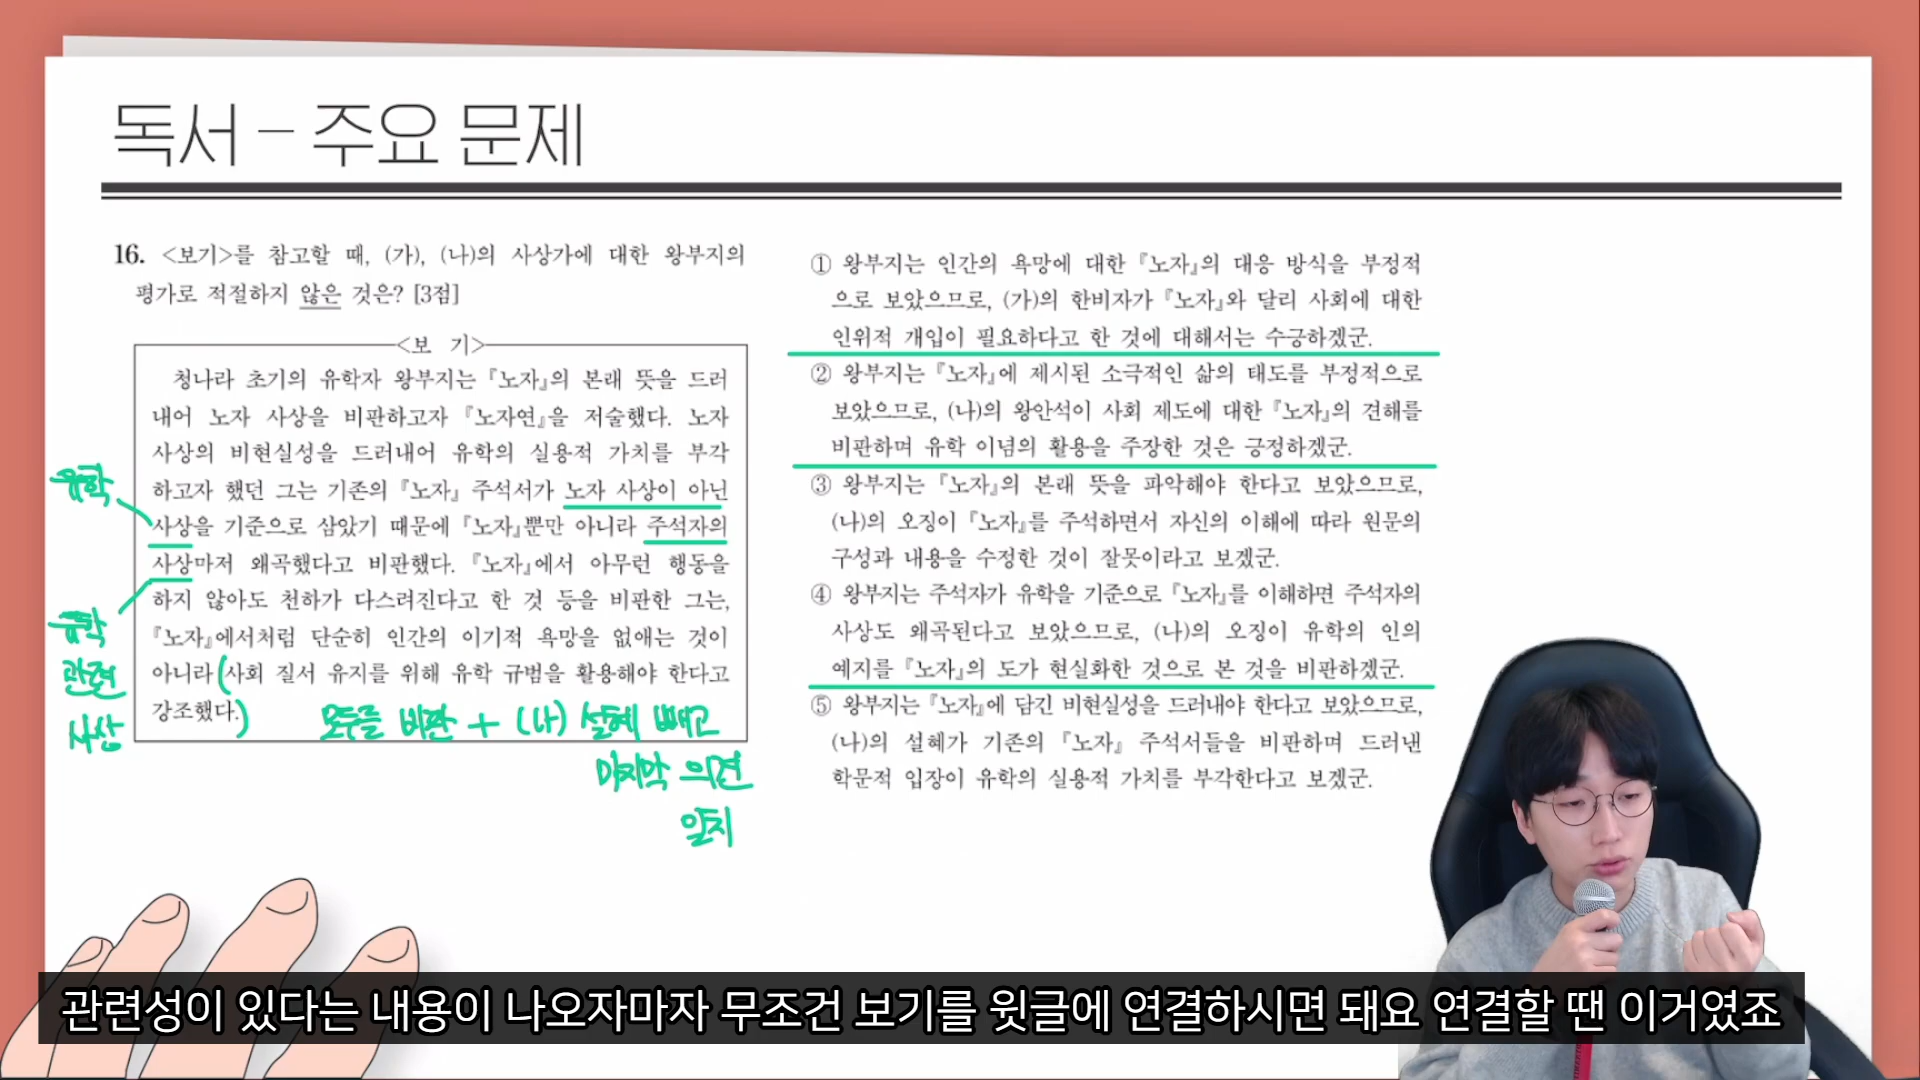 독서 – 주요 문제
16. <보기>를 참고할 때, (가), (나)의 사상가에 대한 왕부지의
평가로 적절하지 않은 것은? [3점]
<보 기>
청나라 초기의 유학자 왕부지는 『노자』의 본래 뜻을 드러
내어 노자 사상을 비판하고자 『노자연』을 저술했다. 노자
사상의 비현실성을 드러내어 유학의 실용적 가치를 부각
하고자 했던 그는 기존의 『노자』 주석서가 노자 사상이 아닌
사상을 기준으로 삼았기 때문에 『노자』뿐만 아니라 주석자의
사상마저 왜곡했다고 비판했다. 『노자』에서 아무런 행동을
하지 않아도 천하가 다스려진다고 한 것 등을 비판한 그는,
『노자』에서처럼 단순히 인간의 이기적 욕망을 없애는 것이
아니라 (사회 질서 유지를 위해 유학 규범을 활용해야 한다고
강조했다.)
유학
유학
관련
사상
모두를 비판 + (나) 설혜 빼고
마지막 의견
일치
① 왕부지는 인간의 욕망에 대한 『노자』의 대응 방식을 부정적
으로 보았으므로, (가)의 한비자가 『노자』와 달리 사회에 대한
인위적 개입이 필요하다고 한 것에 대해서는 수긍하겠군.
② 왕부지는 『노자』에 제시된 소극적인 삶의 태도를 부정적으로
보았으므로, (나)의 왕안석이 사회 제도에 대한 『노자』의 견해를
비판하며 유학 이념의 활용을 주장한 것은 긍정하겠군.
③ 왕부지는 『노자』의 본래 뜻을 파악해야 한다고 보았으므로,
(나)의 오징이 『노자』를 주석하면서 자신의 이해에 따라 원문의
구성과 내용을 수정한 것이 잘못이라고 보겠군.
④ 왕부지는 주석자가 유학을 기준으로 『노자』를 이해하면 주석자의
사상도 왜곡된다고 보았으므로, (나)의 오징이 유학의 인의
예지를 『노자』의 도가 현실화한 것으로 본 것을 비판하겠군.
⑤ 왕부지는 『노자』에 담긴 비현실성을 드러내야 한다고 보았으므로,
(나)의 설혜가 기존의 『노자』 주석서들을 비판하며 드러낸
학문적 입장이 유학의 실용적 가치를 부각한다고 보겠군.
관련성이 있다는 내용이 나오자마자 무조건 보기를 윗글에 연결하시면 돼요 연결할 땐 이거였죠